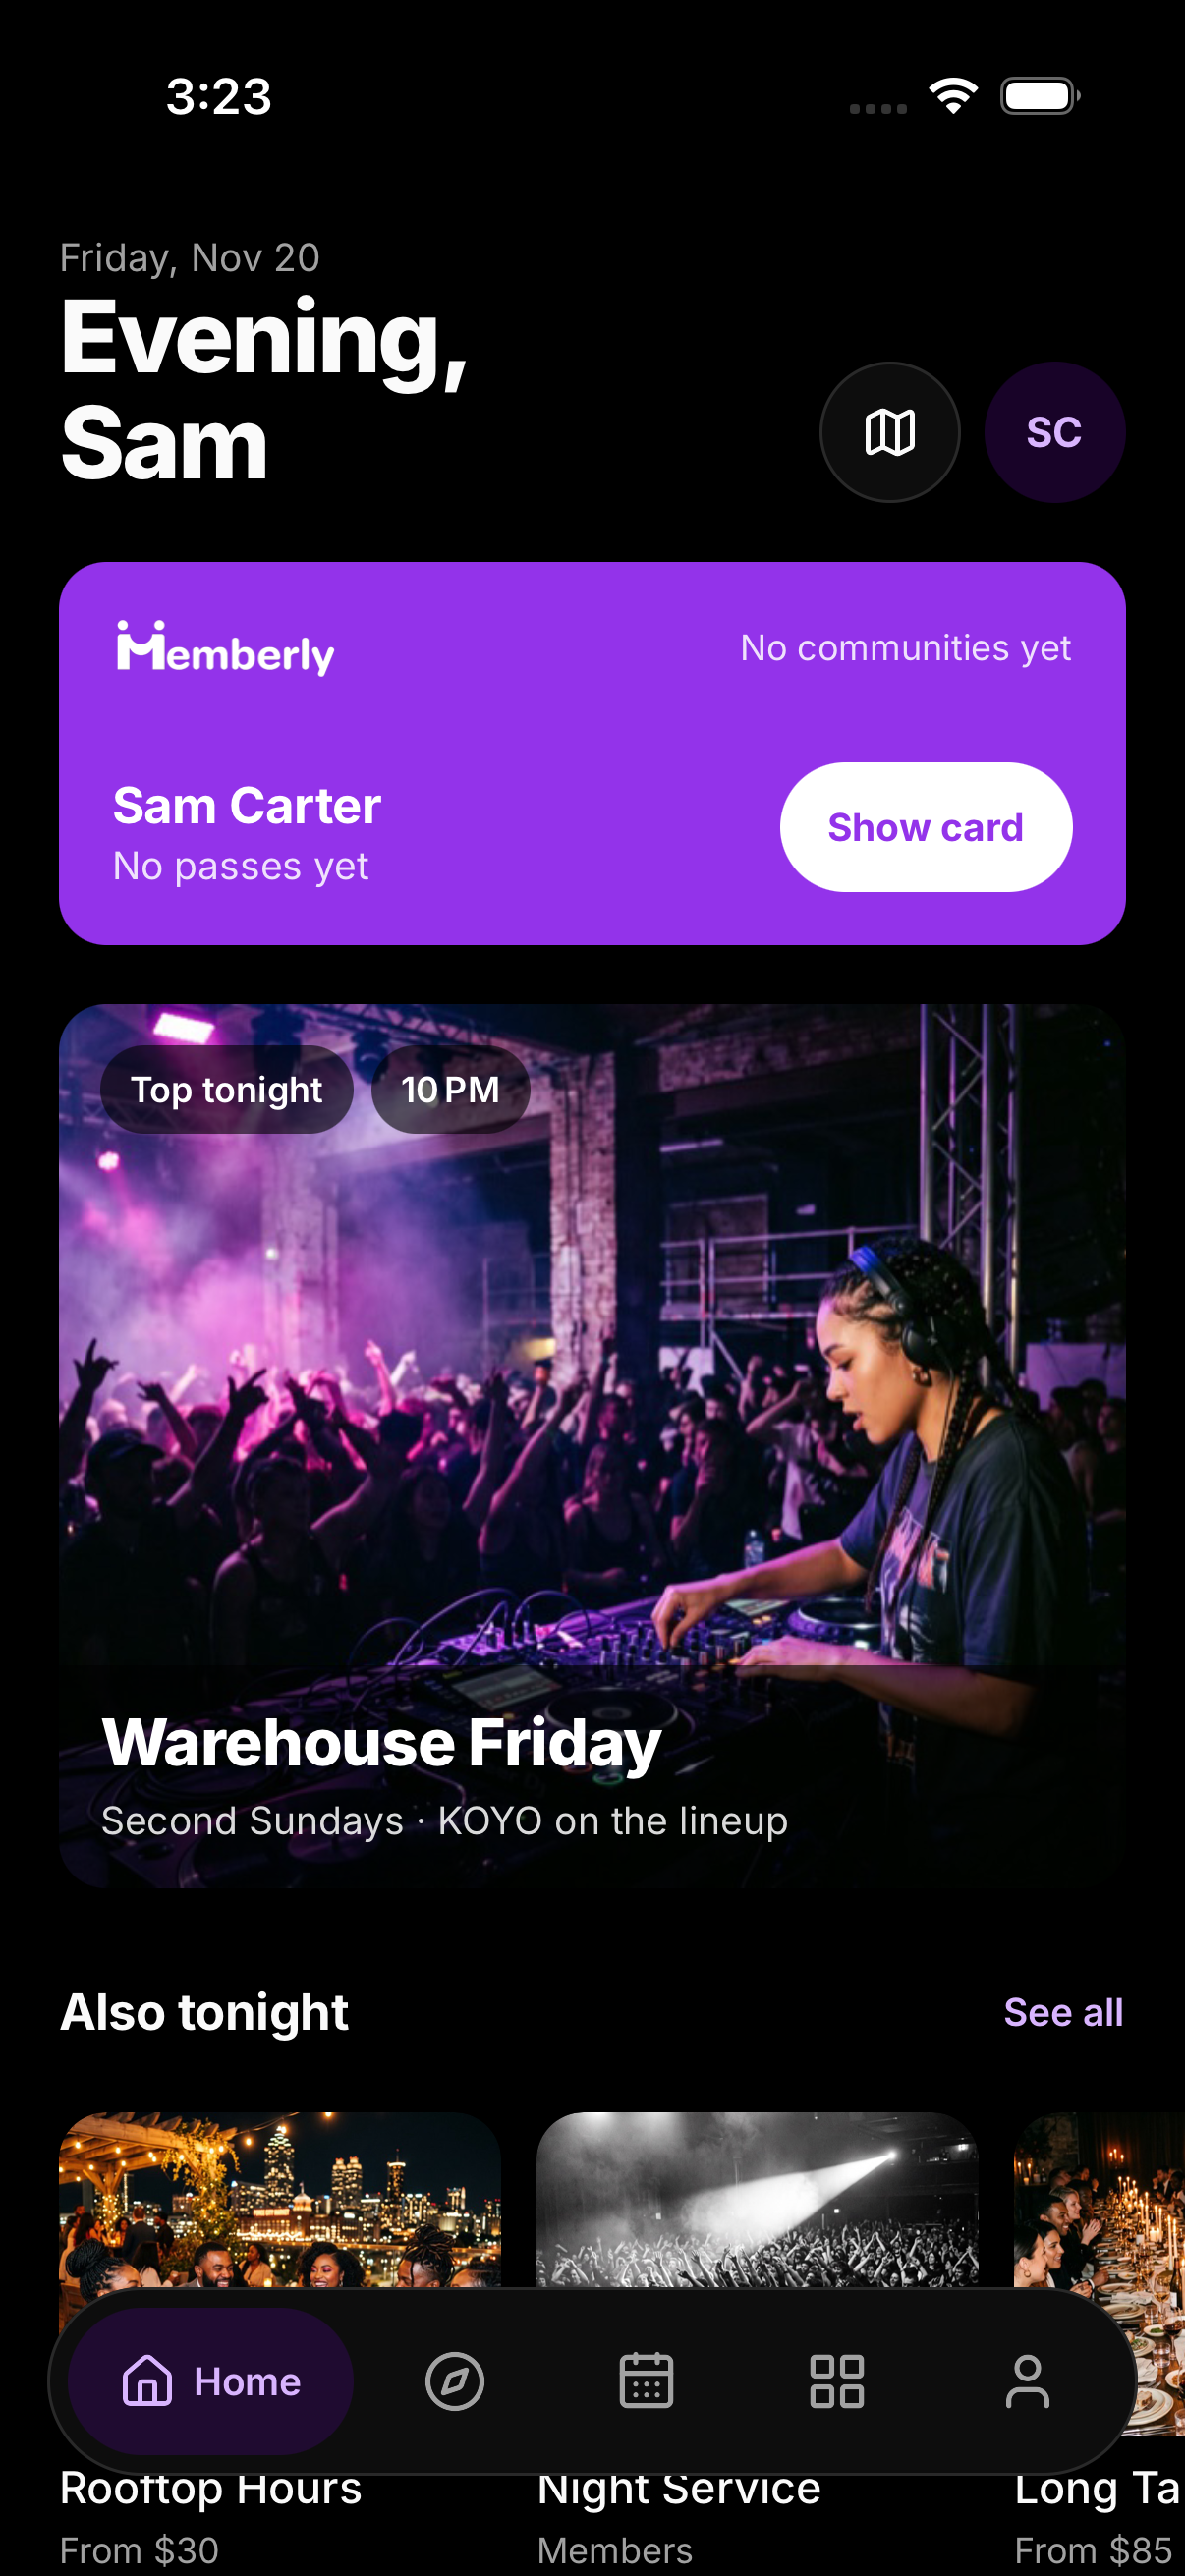 3:23
Friday, Nov 20
Evening,
Sam
SC
Memberly
No communities yet
Sam Carter
No passes yet
Show card
Top tonight
10 PM
Warehouse Friday
Second Sundays · KOYO on the lineup
Also tonight
See all
Home
Rooftop Hours
Night Service
Long Ta
From $30
Members
From $85